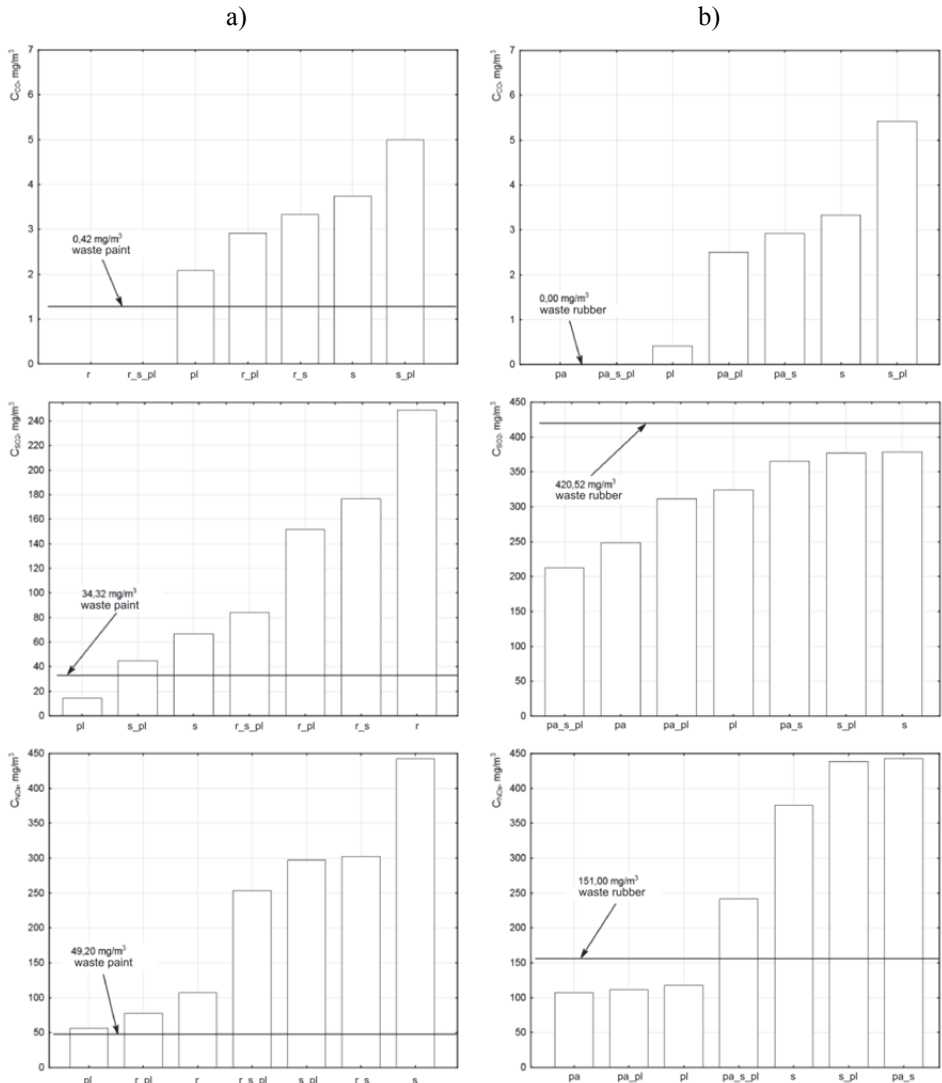 a)
b)
C_CO, mg/m³
7
6
5
4
3
2
1
0
0,42 mg/m³
waste paint
r r_s_pl pl r_pl r_s s s_pl
C_CO, mg/m³
7
6
5
4
3
2
1
0
0,00 mg/m³
waste rubber
pa pa_s_pl pl pa_pl pa_s s s_pl
C_SO2, mg/m³
240
220
200
180
160
140
120
100
80
60
40
20
0
34,32 mg/m³
waste paint
pl s_pl s r_s_pl r_pl r_s r
C_SO2, mg/m³
450
400
350
300
250
200
150
100
50
0
420,52 mg/m³
waste rubber
pa_s_pl pa pa_pl pl pa_s s_pl s
C_NOx, mg/m³
450
400
350
300
250
200
150
100
50
0
49,20 mg/m³
waste paint
pl r_pl r r_s_pl s_pl r_s s
C_NOx, mg/m³
450
400
350
300
250
200
150
100
50
0
151,00 mg/m³
waste rubber
pa pa_pl pl pa_s_pl s s_pl pa_s